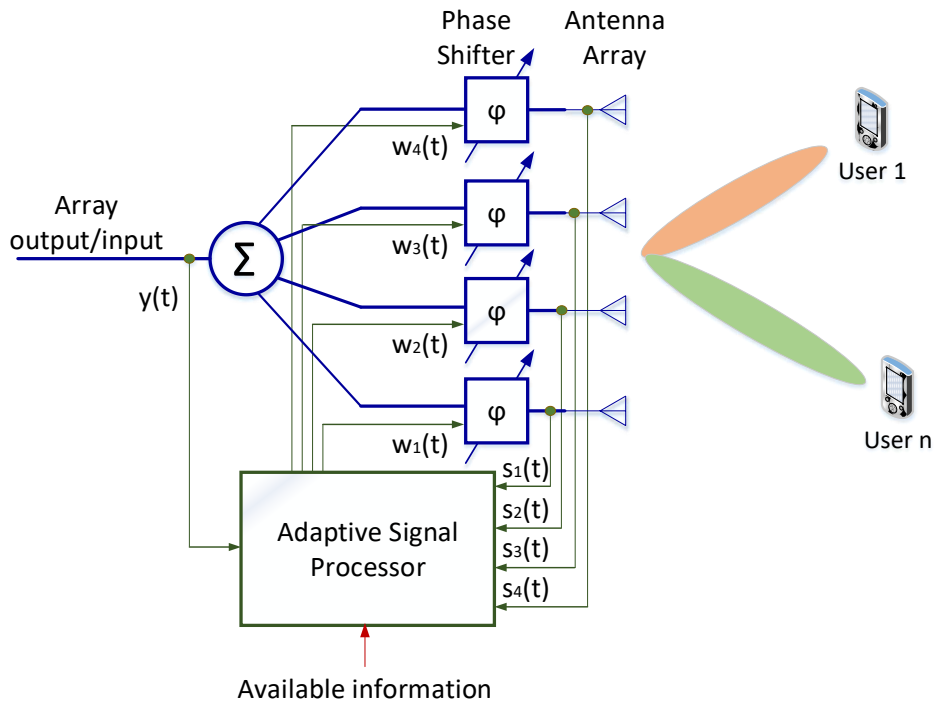 Phase
Shifter
Antenna
Array
φ
w4(t)
User 1
φ
Array
output/input
Σ
w3(t)
y(t)
φ
w2(t)
φ
w1(t)
User n
s1(t)
s2(t)
s3(t)
s4(t)
Adaptive Signal
Processor
Available information